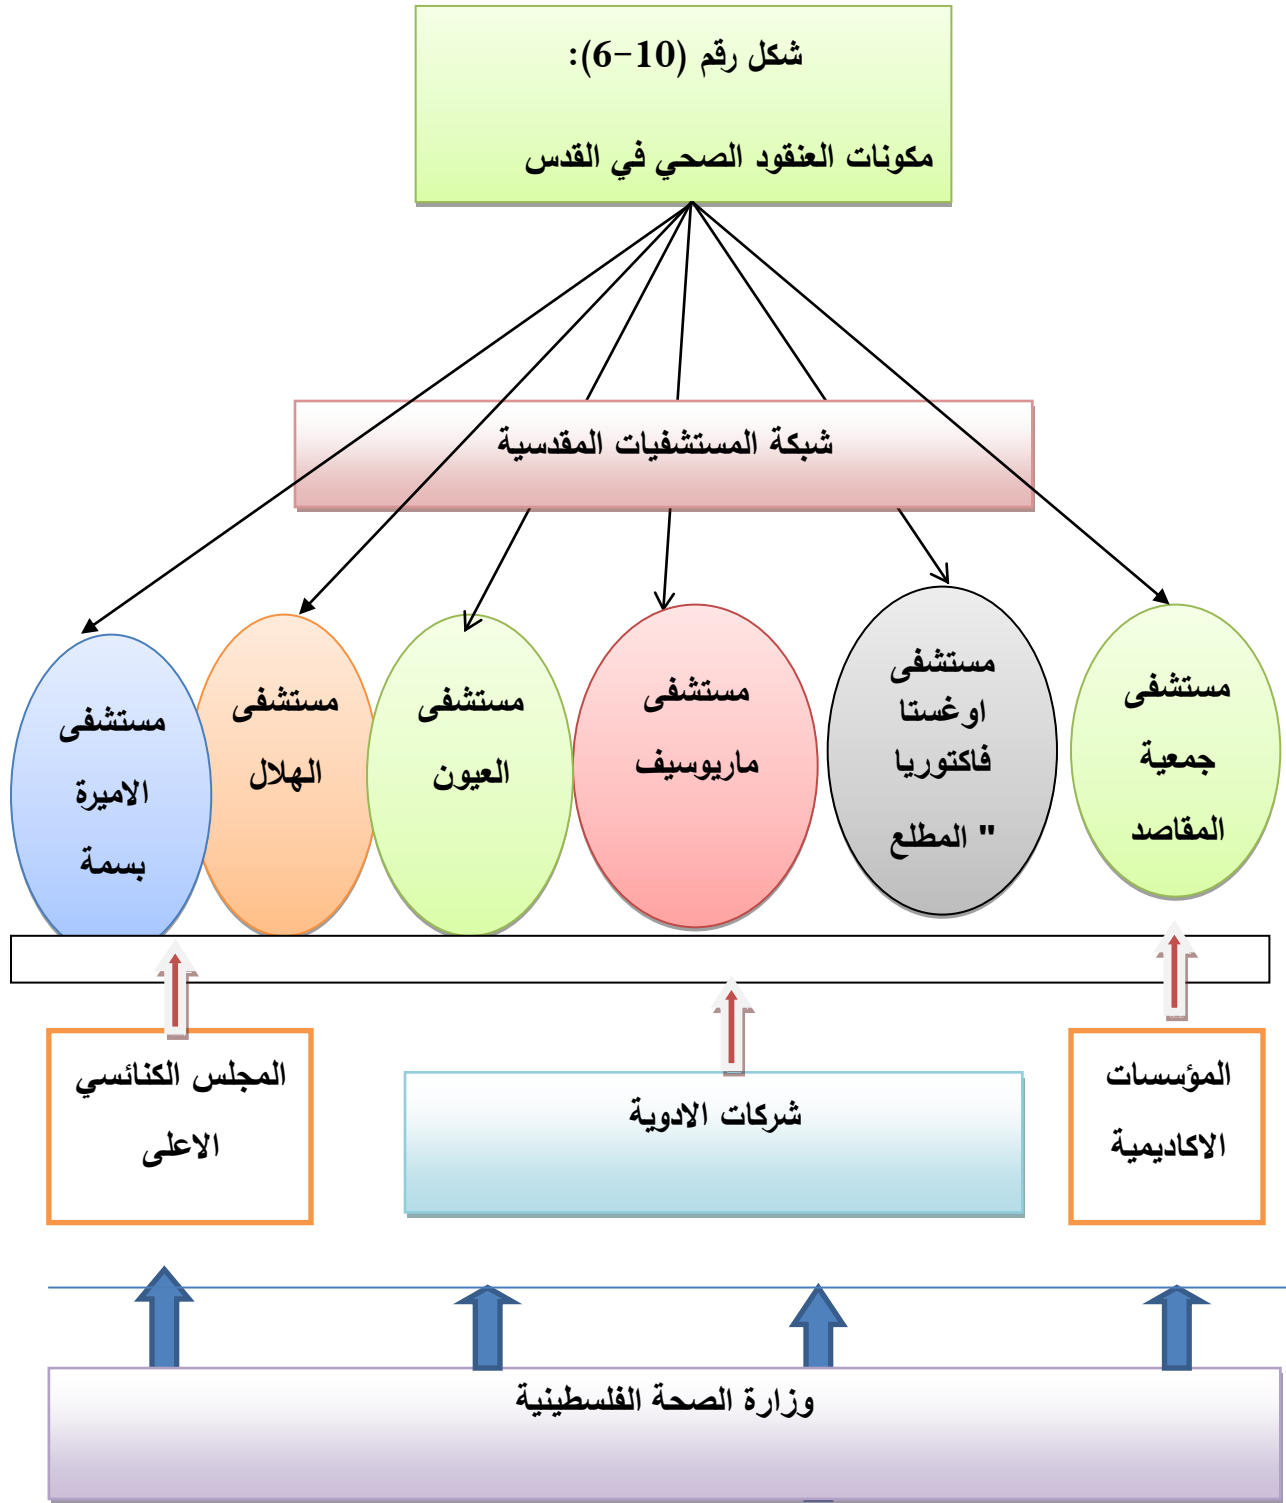 شكل رقم (10-6):
مكونات العنقود الصحي في القدس
شبكة المستشفيات المقدسية
مستشفى
جمعية
المقاصد
مستشفى
اوغستا
فاكتوريا
" المطلع
مستشفى
ماريوسيف
مستشفى
العيون
مستشفى
الهلال
مستشفى
الاميرة
بسمة
المؤسسات
الاكاديمية
شركات الادوية
المجلس الكنائسي
الاعلى
وزارة الصحة الفلسطينية